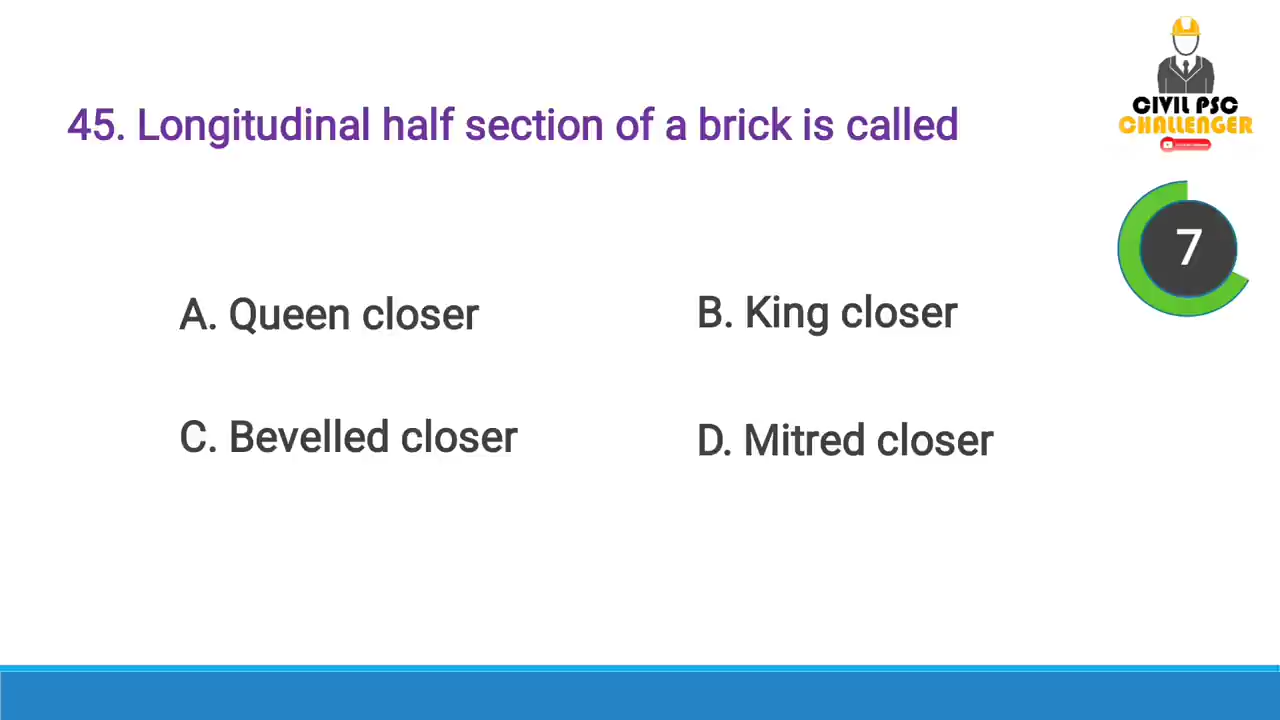 CIVIL PSC
CHALLENGER
45. Longitudinal half section of a brick is called
7
A. Queen closer
B. King closer
C. Bevelled closer
D. Mitred closer